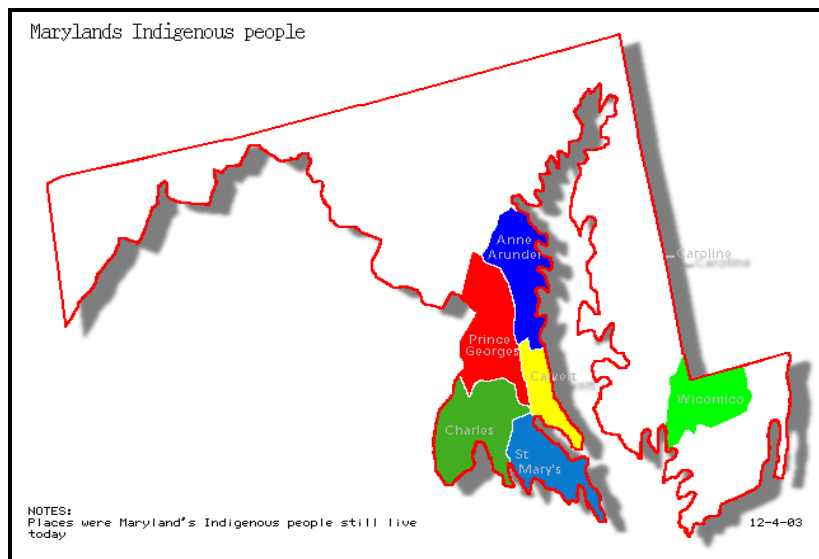 Marylands Indigenous people
Anne
Arundel
Caroline
Caroline
Prince
Georges
Calvert
Wicomico
Charles
St
Mary's
NOTES:
Places were Maryland's Indigenous people still live
today
12-4-03